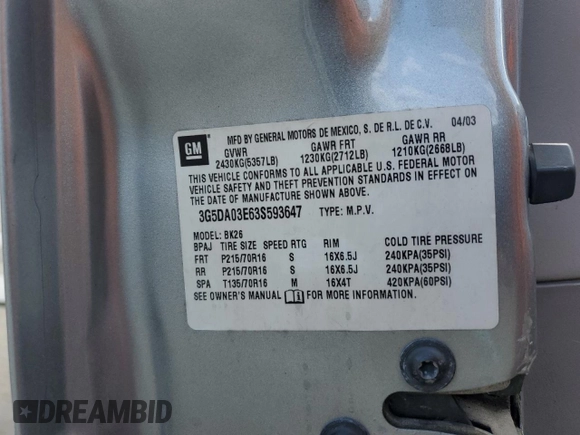 GM
MFD BY GENERAL MOTORS DE MEXICO, S. DE R.L. DE C.V. 04/03
GVWR GAWR FRT GAWR RR
2430KG(5357LB) 1230KG(2712LB) 1210KG(2668LB)
THIS VEHICLE CONFORMS TO ALL APPLICABLE U.S. FEDERAL MOTOR
VEHICLE SAFETY AND THEFT PREVENTION STANDARDS IN EFFECT ON
THE DATE OF MANUFACTURE SHOWN ABOVE.
3G5DA03E63S593647 TYPE: M.P.V.
MODEL: BK26
BPAJ TIRE SIZE SPEED RTG RIM COLD TIRE PRESSURE
FRT P215/70R16 S 16X6.5J 240KPA(35PSI)
RR P215/70R16 S 16X6.5J 240KPA(35PSI)
SPA T135/70R16 M 16X4T 420KPA(60PSI)
SEE OWNER'S MANUAL FOR MORE INFORMATION.
DREAMBID